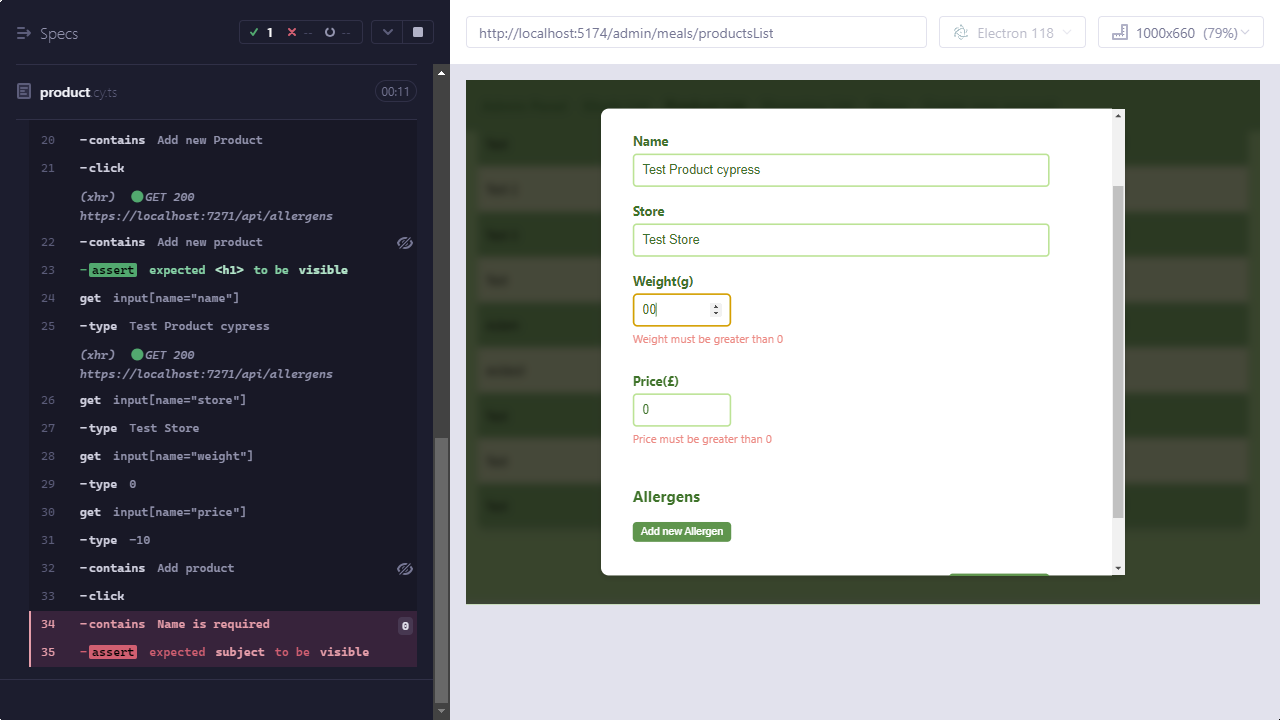 Specs
1
--
--
product.cy.ts
00:11
20 -contains Add new Product
21 -click
(xhr) GET 200
https://localhost:7271/api/allergens
22 -contains Add new product
23 -assert expected <h1> to be visible
24 get input[name="name"]
25 -type Test Product cypress
(xhr) GET 200
https://localhost:7271/api/allergens
26 get input[name="store"]
27 -type Test Store
28 get input[name="weight"]
29 -type 0
30 get input[name="price"]
31 -type -10
32 -contains Add product
33 -click
34 -contains Name is required 0
35 -assert expected subject to be visible
http://localhost:5174/admin/meals/productsList
Electron 118
1000x660 (79%)
Name
Test Product cypress
Store
Test Store
Weight(g)
00
Weight must be greater than 0
Price(£)
0
Price must be greater than 0
Allergens
Add new Allergen